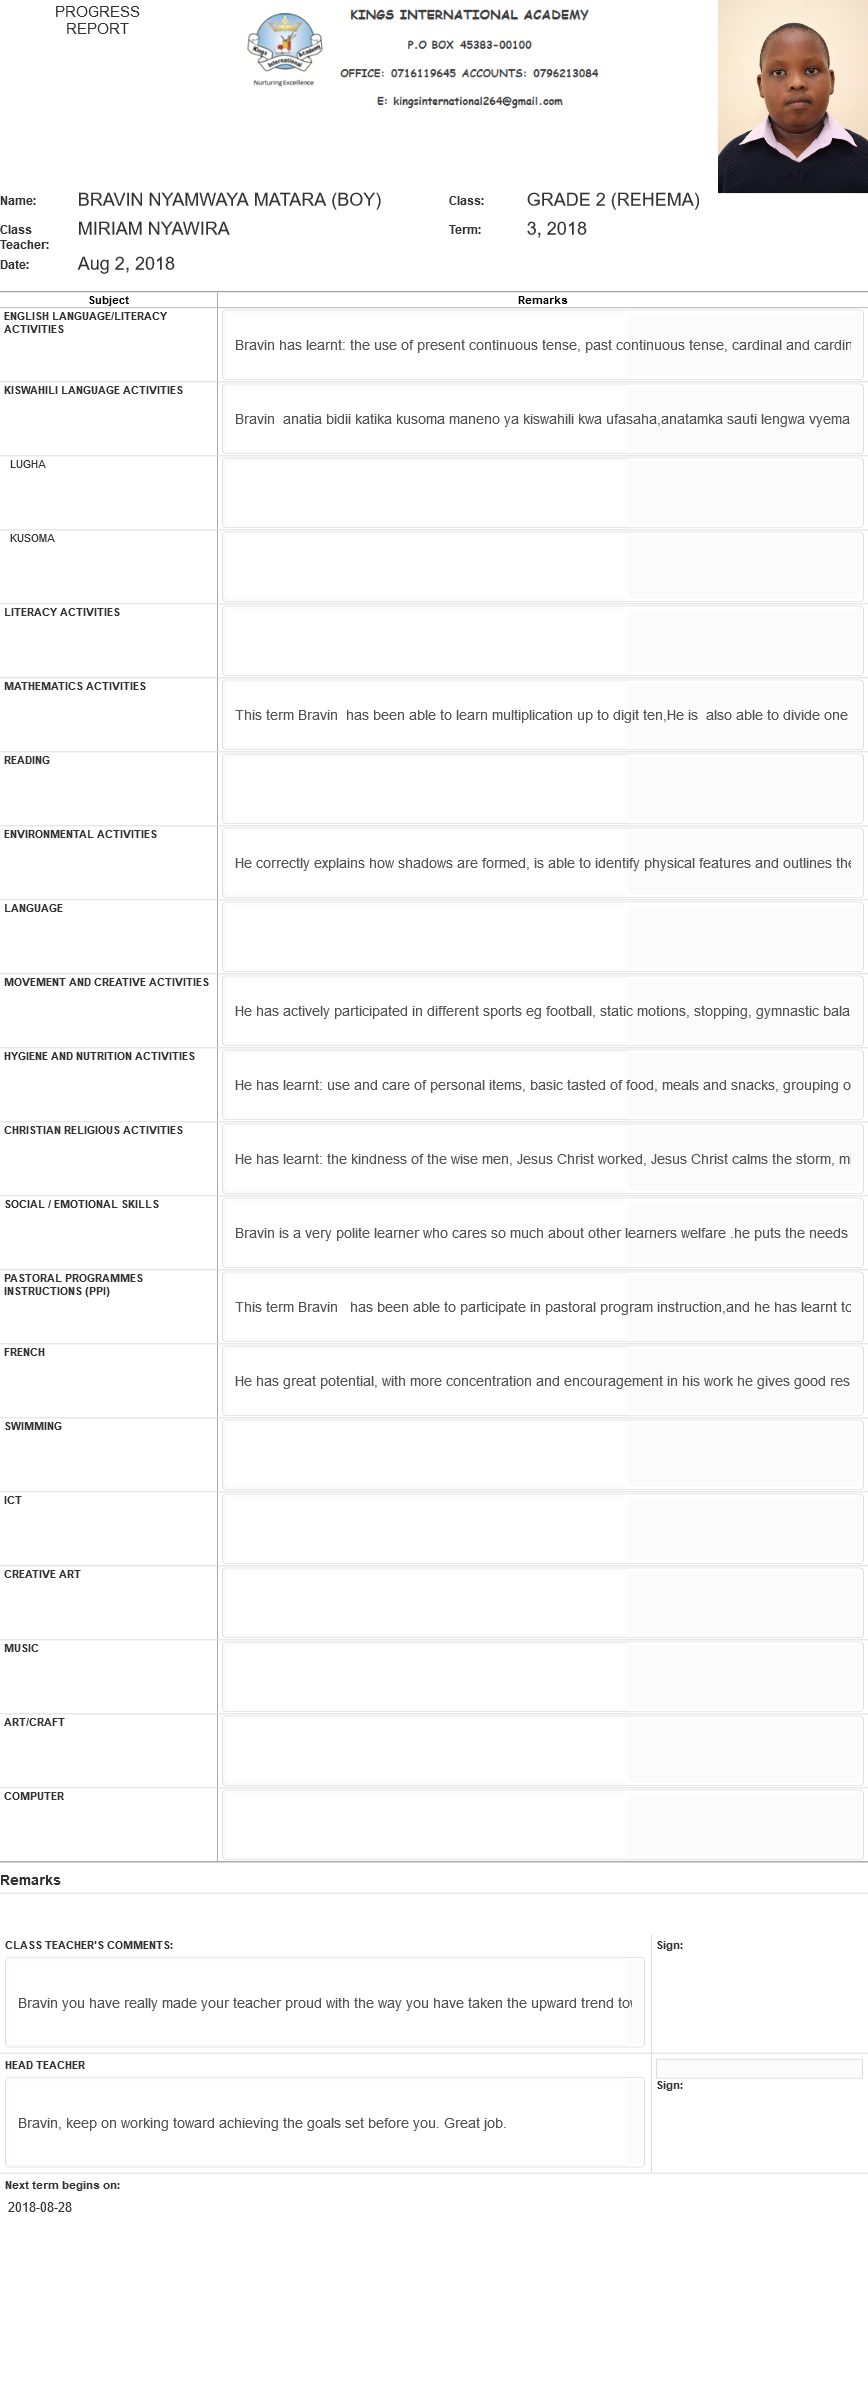 PROGRESS
REPORT
KINGS INTERNATIONAL ACADEMY
P.O BOX 45383-00100
OFFICE: 0716119645 ACCOUNTS: 0796213084
E: kingsinternational264@gmail.com
Kings Academy
International
Nurturing Excellence
Name: BRAVIN NYAMWAYA MATARA (BOY) Class: GRADE 2 (REHEMA)
Class Teacher: MIRIAM NYAWIRA Term: 3, 2018
Date: Aug 2, 2018
Subject Remarks
ENGLISH LANGUAGE/LITERACY
ACTIVITIES
Bravin has learnt: the use of present continuous tense, past continuous tense, cardinal and cardin
KISWAHILI LANGUAGE ACTIVITIES
Bravin  anatia bidii katika kusoma maneno ya kiswahili kwa ufasaha,anatamka sauti lengwa vyema
LUGHA
KUSOMA
LITERACY ACTIVITIES
MATHEMATICS ACTIVITIES
This term Bravin  has been able to learn multiplication up to digit ten,He is  also able to divide one
READING
ENVIRONMENTAL ACTIVITIES
He correctly explains how shadows are formed, is able to identify physical features and outlines the
LANGUAGE
MOVEMENT AND CREATIVE ACTIVITIES
He has actively participated in different sports eg football, static motions, stopping, gymnastic bala
HYGIENE AND NUTRITION ACTIVITIES
He has learnt: use and care of personal items, basic tasted of food, meals and snacks, grouping o
CHRISTIAN RELIGIOUS ACTIVITIES
He has learnt: the kindness of the wise men, Jesus Christ worked, Jesus Christ calms the storm, m
SOCIAL / EMOTIONAL SKILLS
Bravin is a very polite learner who cares so much about other learners welfare .he puts the needs
PASTORAL PROGRAMMES
INSTRUCTIONS (PPI)
This term Bravin   has been able to participate in pastoral program instruction,and he has learnt to
FRENCH
He has great potential, with more concentration and encouragement in his work he gives good res
SWIMMING
ICT
CREATIVE ART
MUSIC
ART/CRAFT
COMPUTER
Remarks
CLASS TEACHER'S COMMENTS: Sign:
Bravin you have really made your teacher proud with the way you have taken the upward trend tow
HEAD TEACHER
Sign:
Bravin, keep on working toward achieving the goals set before you. Great job.
Next term begins on:
2018-08-28